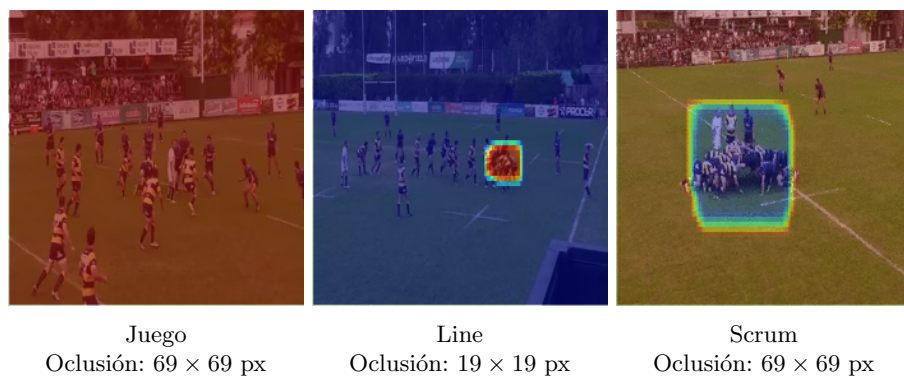 Juego
Oclusión: 69 × 69 px
Line
Oclusión: 19 × 19 px
Scrum
Oclusión: 69 × 69 px